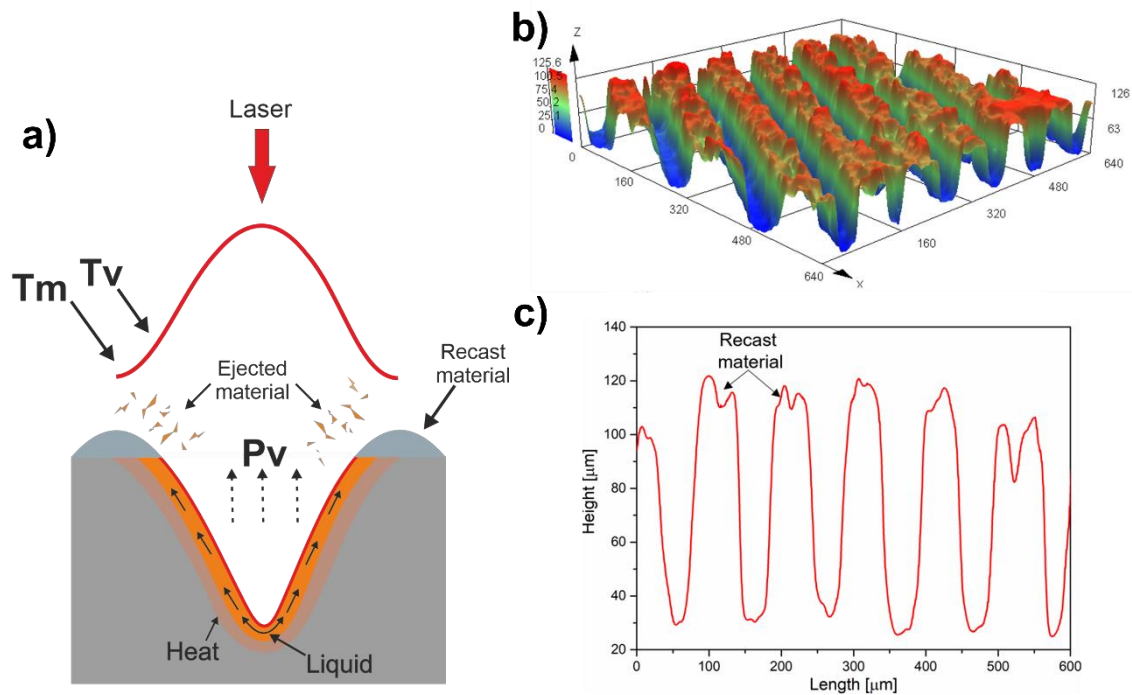 a)
Laser
Tm
Tv
Ejected
material
Recast
material
Pv
Heat
Liquid
b)
Z
125.6
100.5
75.4
50.2
25.1
0
0
160
320
480
640
X
160
320
480
640
126
63
c)
Recast
material
Height [µm]
140
120
100
80
60
40
20
0
100
200
300
400
500
600
Length [µm]